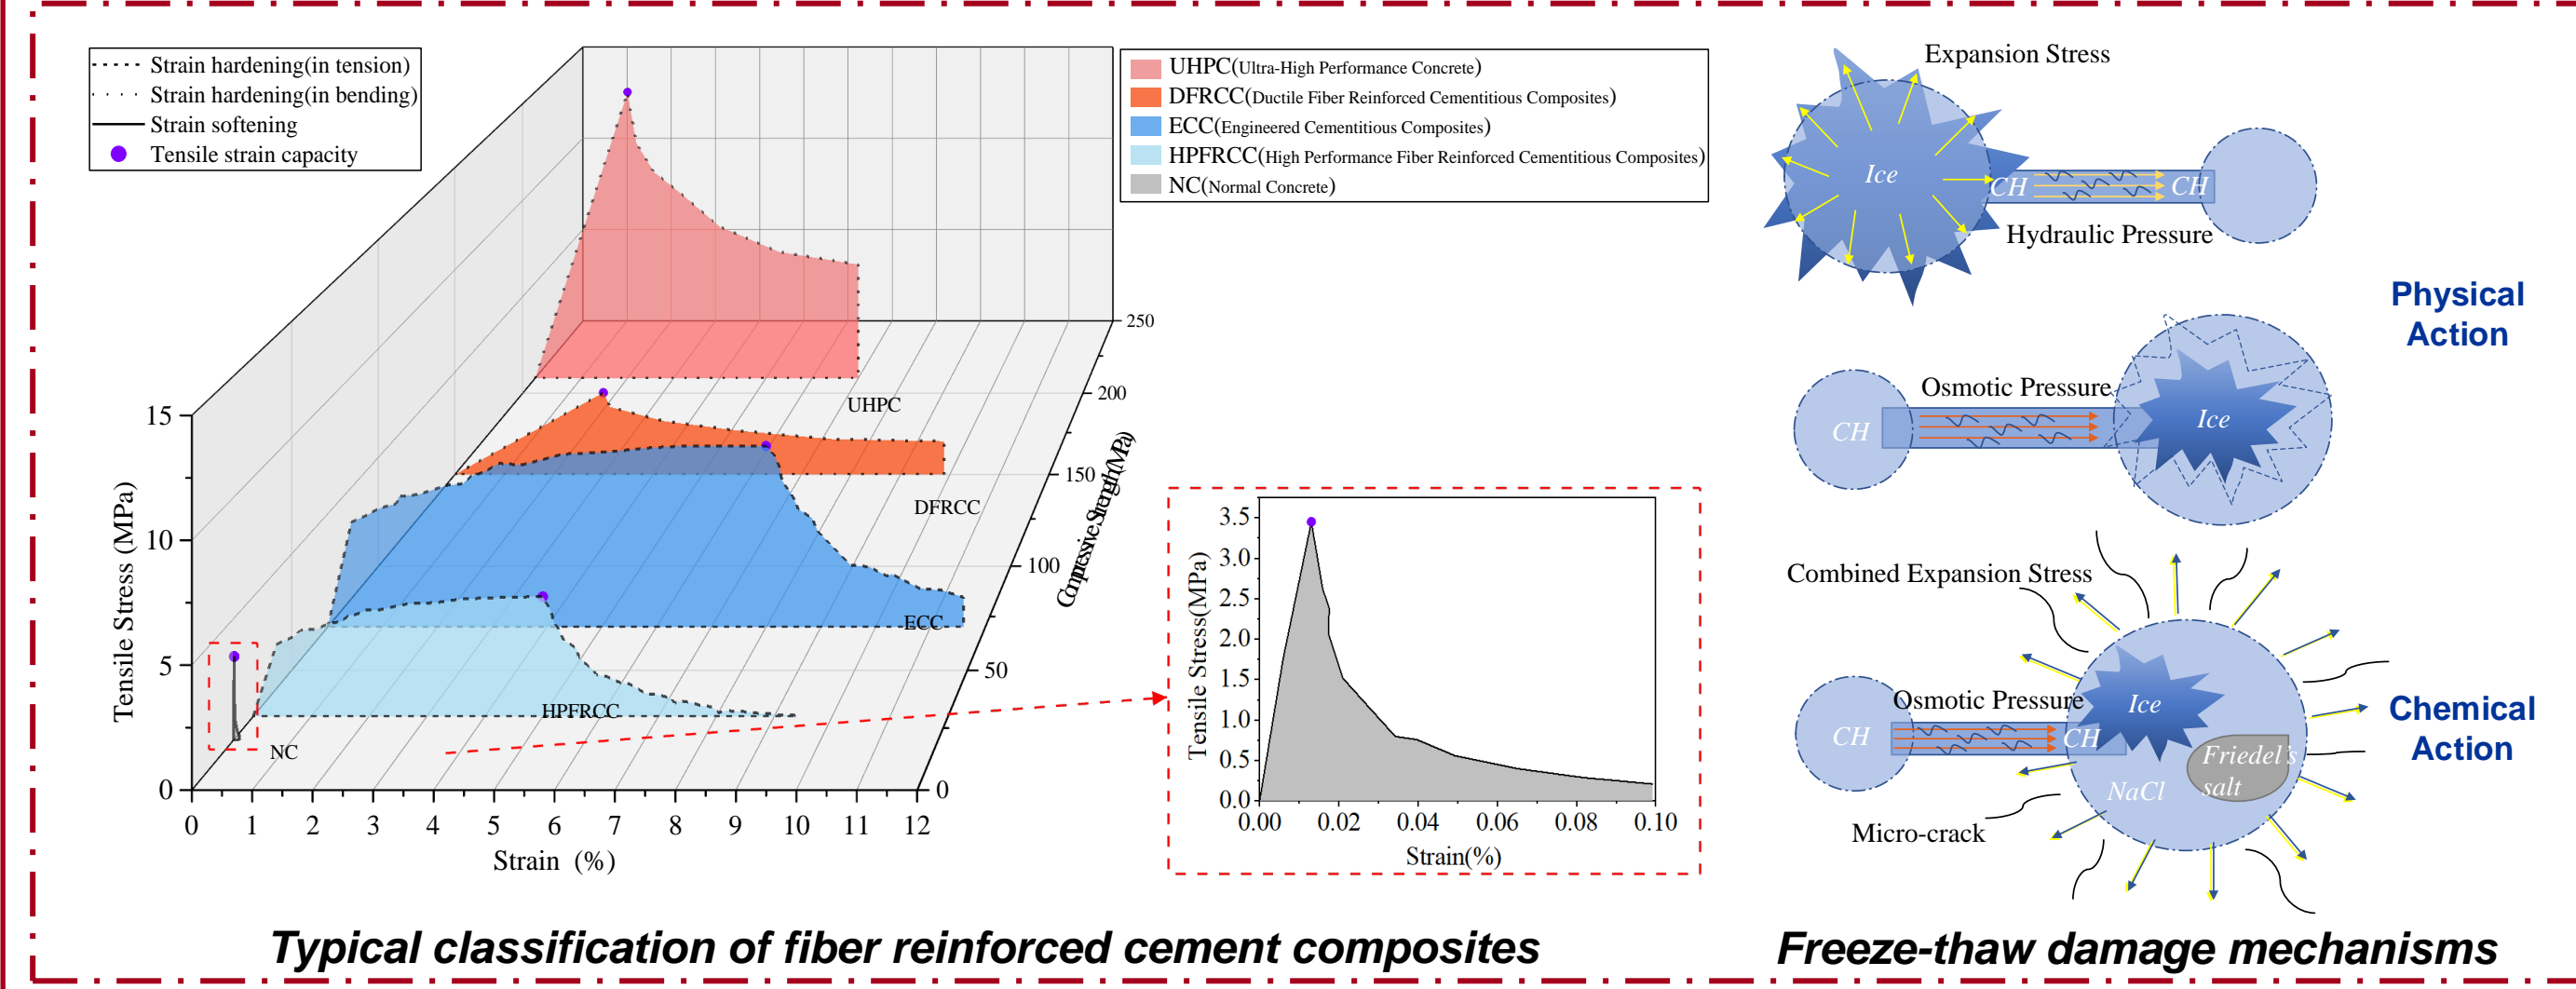 Strain hardening(in tension)
Strain hardening(in bending)
Strain softening
Tensile strain capacity
UHPC(Ultra-High Performance Concrete)
DFRCC(Ductile Fiber Reinforced Cementitious Composites)
ECC(Engineered Cementitious Composites)
HPFRCC(High Performance Fiber Reinforced Cementitious Composites)
NC(Normal Concrete)
15
10
5
0
Tensile Stress (MPa)
0 1 2 3 4 5 6 7 8 9 10 11 12
Strain (%)
250
200
150
100
50
0
Compressive Strength(MPa)
UHPC
DFRCC
ECC
HPFRCC
NC
3.5
3.0
2.5
2.0
1.5
1.0
0.5
0.0
Tensile Stress(MPa)
0.00 0.02 0.04 0.06 0.08 0.10
Strain(%)
Typical classification of fiber reinforced cement composites
Expansion Stress
Ice
CH
CH
Hydraulic Pressure
Physical
Action
Osmotic Pressure
CH
Ice
Combined Expansion Stress
Osmotic Pressure
CH
CH
Ice
Friedel's
salt
NaCl
Micro-crack
Chemical
Action
Freeze-thaw damage mechanisms